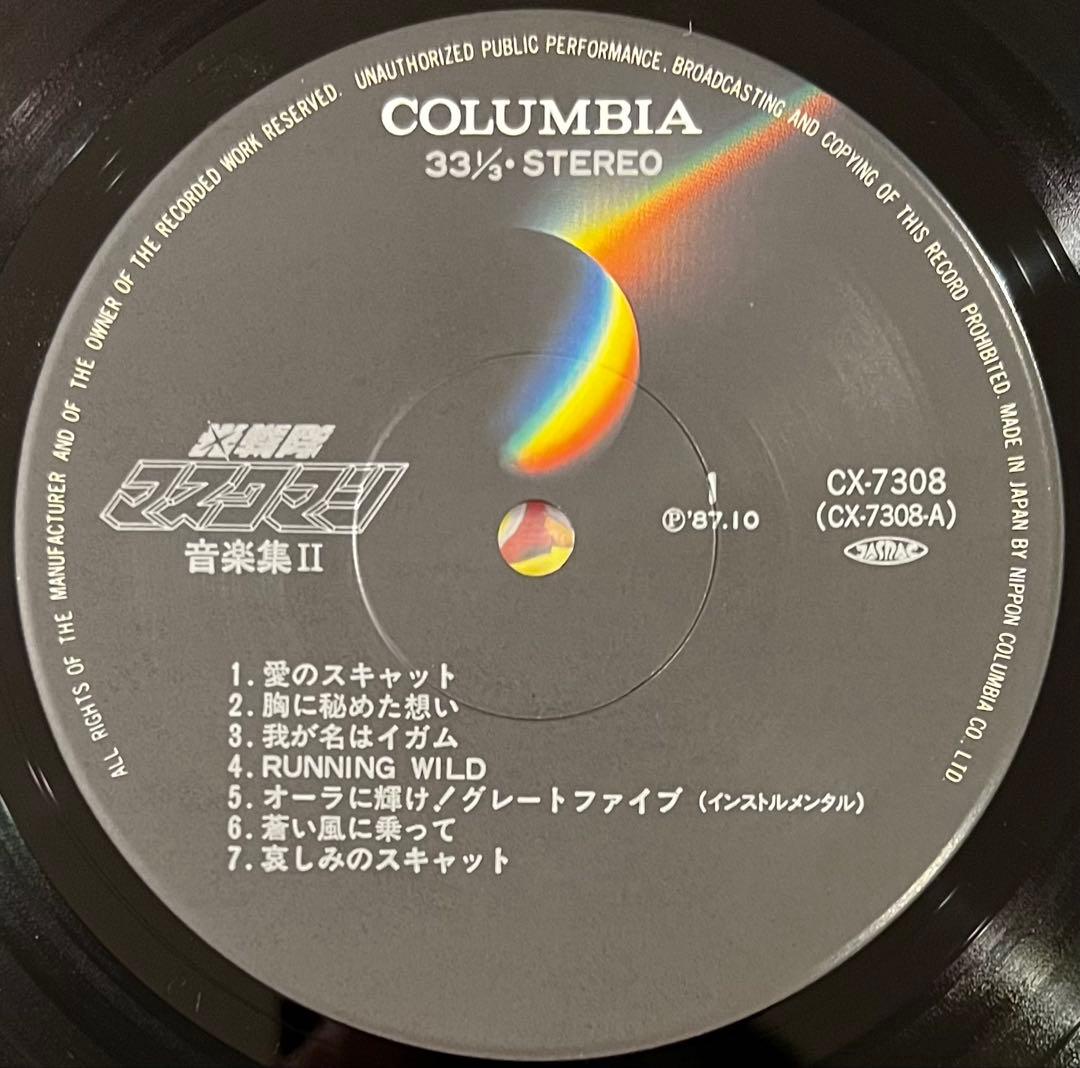 ALL RIGHTS OF THE MANUFACTURER AND OF THE OWNER OF THE RECORDED WORK RESERVED. UNAUTHORIZED PUBLIC PERFORMANCE, BROADCASTING AND COPYING OF THIS RECORD PROHIBITED. MADE IN JAPAN BY NIPPON COLUMBIA CO., LTD.
COLUMBIA
33⅓・STEREO
光戦隊
マスクマン
音楽集II
1
Ⓟ'87.10
CX-7308
(CX-7308-A)
JASRAC
1. 愛のスキャット
2. 胸に秘めた想い
3. 我が名はイガム
4. RUNNING WILD
5. オーラに輝け!グレートファイブ (インストルメンタル)
6. 蒼い風に乗って
7. 哀しみのスキャット